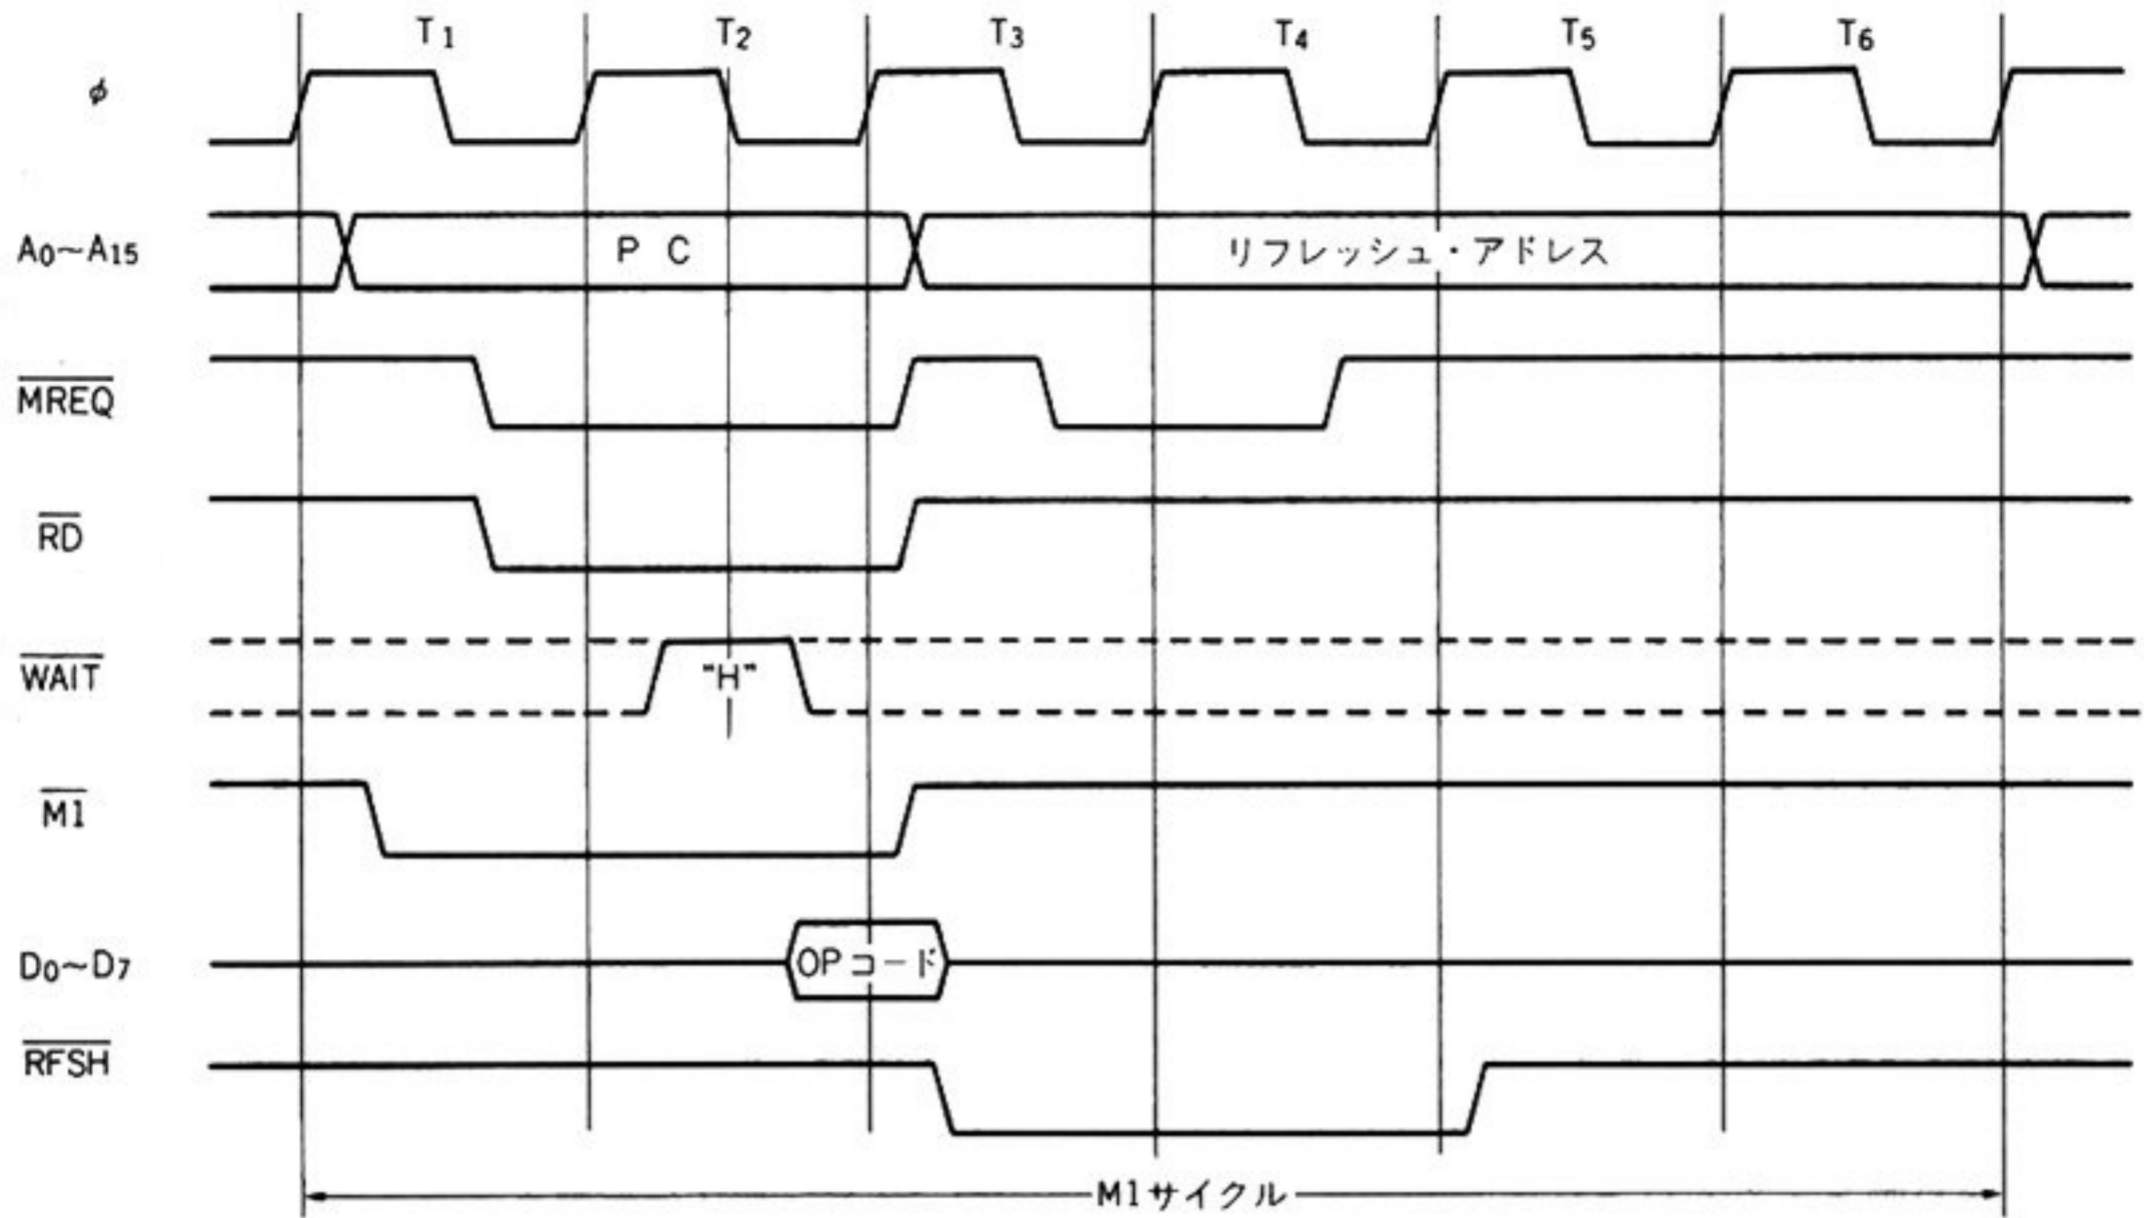 T1 T2 T3 T4 T5 T6
φ
A0~A15 P C リフレッシュ・アドレス
MREQ
RD
WAIT "H"
M1
D0~D7 OPコード
RFSH
M1サイクル